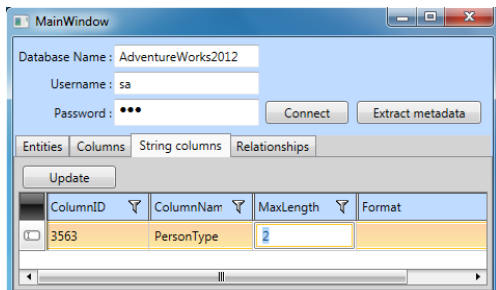 MainWindow
Database Name : AdventureWorks2012
Username : sa
Password : •••
Connect Extract metadata
Entities Columns String columns Relationships
Update
ColumnID ColumnNam MaxLength Format
3563 PersonType 2